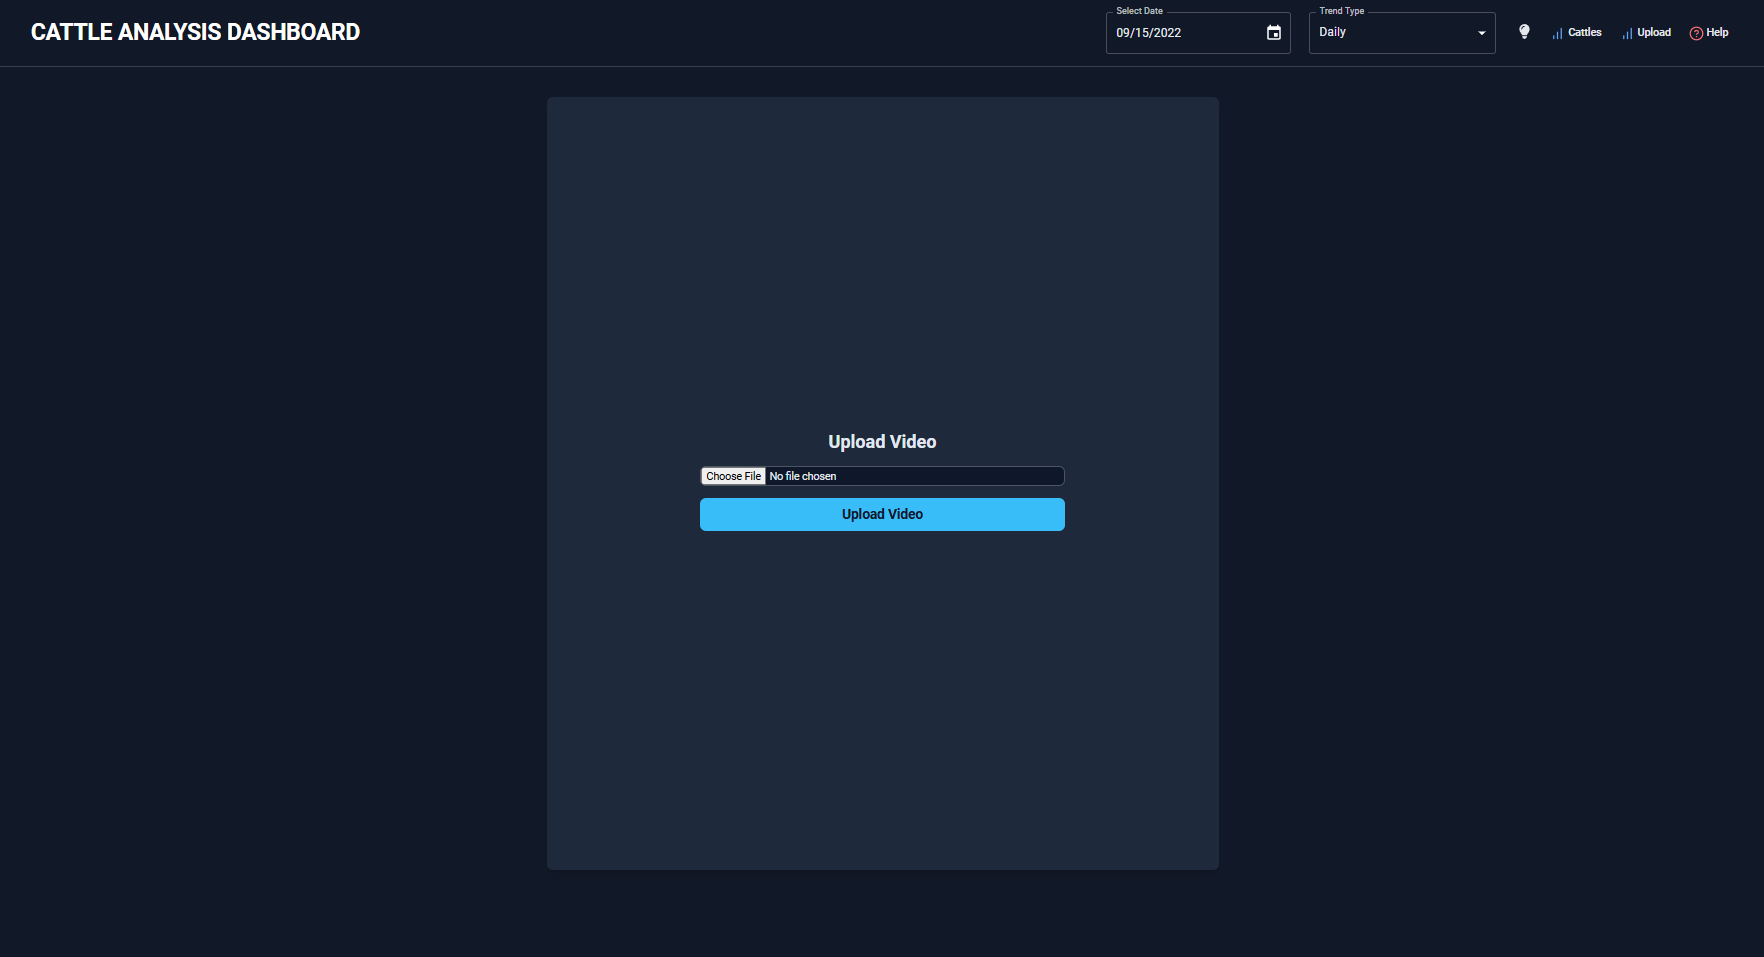 CATTLE ANALYSIS DASHBOARD
Select Date
09/15/2022
Trend Type
Daily
Cattles
Upload
Help
Upload Video
Choose File No file chosen
Upload Video